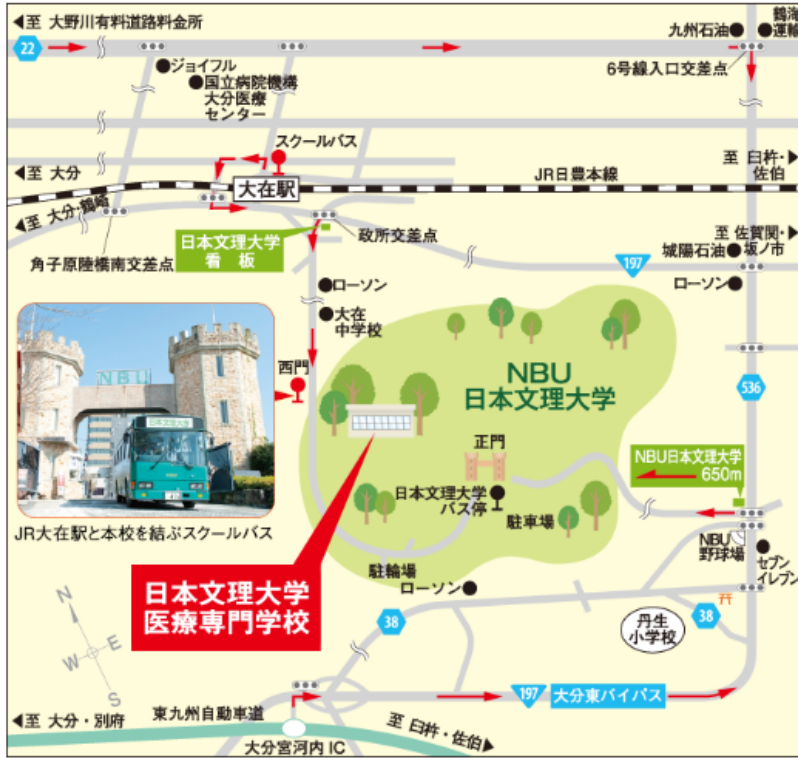 ◀至 大野川有料道路料金所
22
九州石油
鶴海
運輸
6号線入口交差点
ジョイフル
国立病院機構
大分医療
センター
スクールバス
◀至 大分
大在駅
JR日豊本線
至 臼杵・▶
佐伯
◀至 大分・鶴崎
角子原陸橋南交差点
日本文理大学
看 板
政所交差点
至 佐賀関・▶
坂ノ市
城陽石油
197
ローソン
ローソン
大在
中学校
西門
NBU
日本文理大学
536
正門
NBU日本文理大学
650m
日本文理大学
バス停
駐車場
NBU
日本文理大学
JR大在駅と本校を結ぶスクールバス
NBU
野球場
セブン
イレブン
駐輪場
ローソン
日本文理大学
医療専門学校
38
丹生
小学校
38
N
W
E
S
197
大分東バイパス
◀至 大分・別府
東九州自動車道
大分宮河内 IC
至 臼杵・佐伯▶